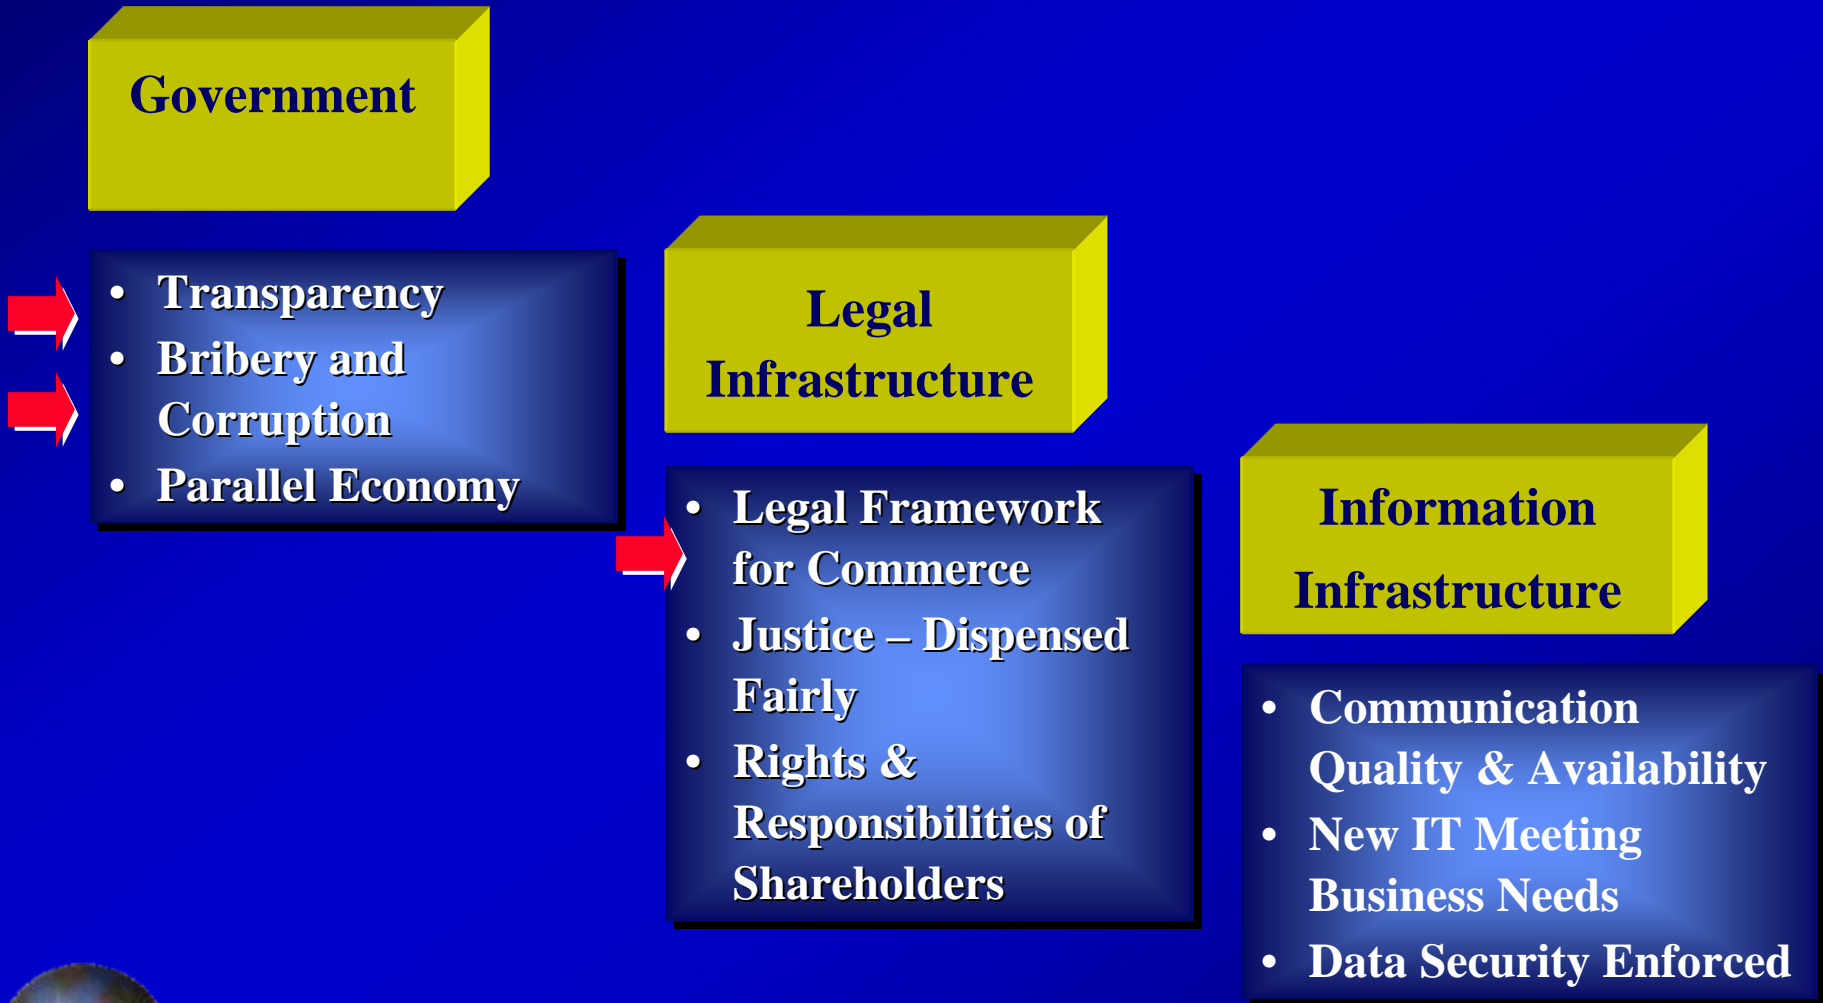 Government
• Transparency
• Bribery and
Corruption
• Parallel Economy
Legal
Infrastructure
• Legal Framework
for Commerce
• Justice – Dispensed
Fairly
• Rights &
Responsibilities of
Shareholders
Information
Infrastructure
• Communication
Quality & Availability
• New IT Meeting
Business Needs
• Data Security Enforced